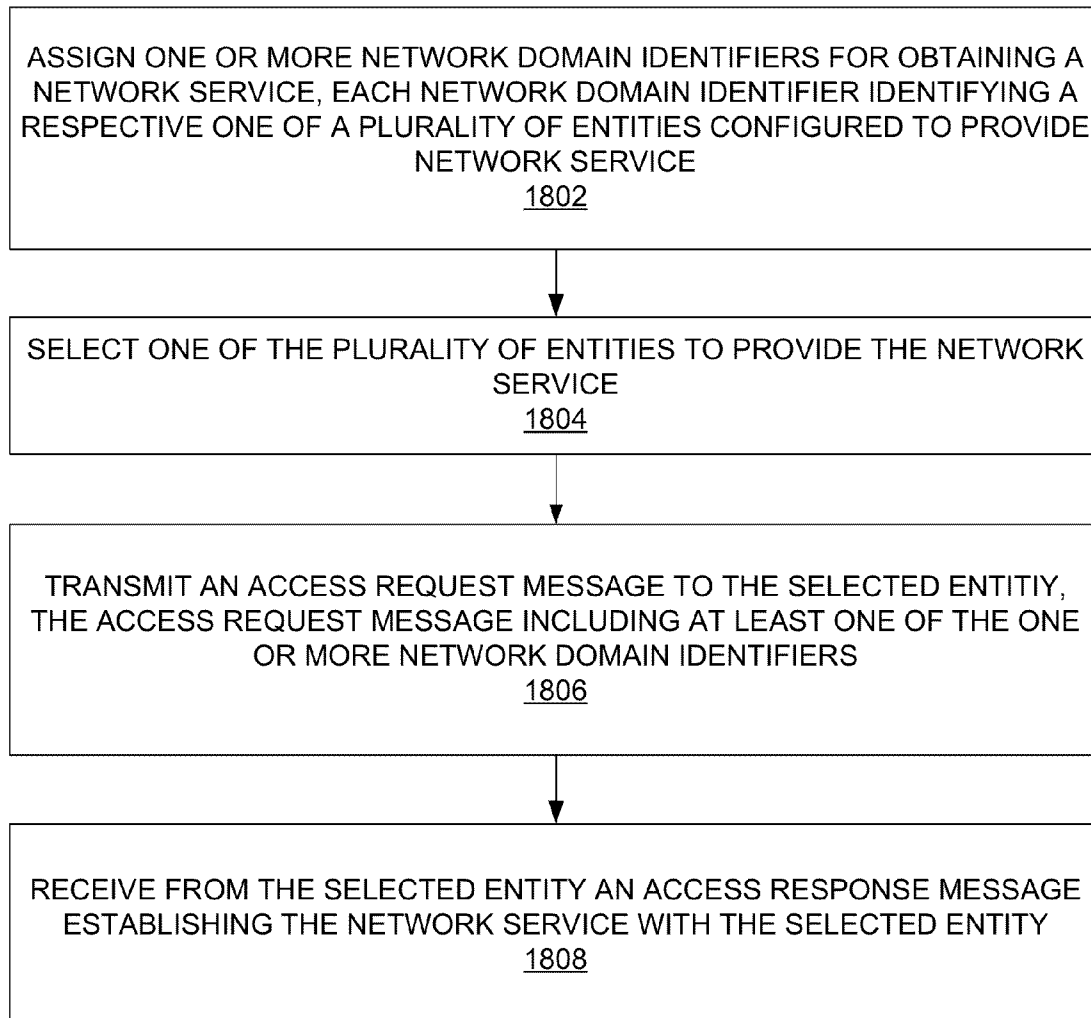 ASSIGN ONE OR MORE NETWORK DOMAIN IDENTIFIERS FOR OBTAINING A
NETWORK SERVICE, EACH NETWORK DOMAIN IDENTIFIER IDENTIFYING A
RESPECTIVE ONE OF A PLURALITY OF ENTITIES CONFIGURED TO PROVIDE
NETWORK SERVICE
1802
SELECT ONE OF THE PLURALITY OF ENTITIES TO PROVIDE THE NETWORK
SERVICE
1804
TRANSMIT AN ACCESS REQUEST MESSAGE TO THE SELECTED ENTITIY,
THE ACCESS REQUEST MESSAGE INCLUDING AT LEAST ONE OF THE ONE
OR MORE NETWORK DOMAIN IDENTIFIERS
1806
RECEIVE FROM THE SELECTED ENTITY AN ACCESS RESPONSE MESSAGE
ESTABLISHING THE NETWORK SERVICE WITH THE SELECTED ENTITY
1808